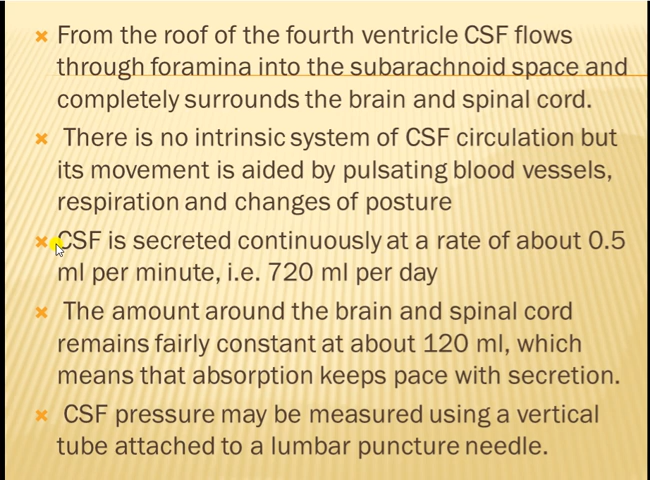 From the roof of the fourth ventricle CSF flows
through foramina into the subarachnoid space and
completely surrounds the brain and spinal cord.
There is no intrinsic system of CSF circulation but
its movement is aided by pulsating blood vessels,
respiration and changes of posture
CSF is secreted continuously at a rate of about 0.5
ml per minute, i.e. 720 ml per day
The amount around the brain and spinal cord
remains fairly constant at about 120 ml, which
means that absorption keeps pace with secretion.
CSF pressure may be measured using a vertical
tube attached to a lumbar puncture needle.